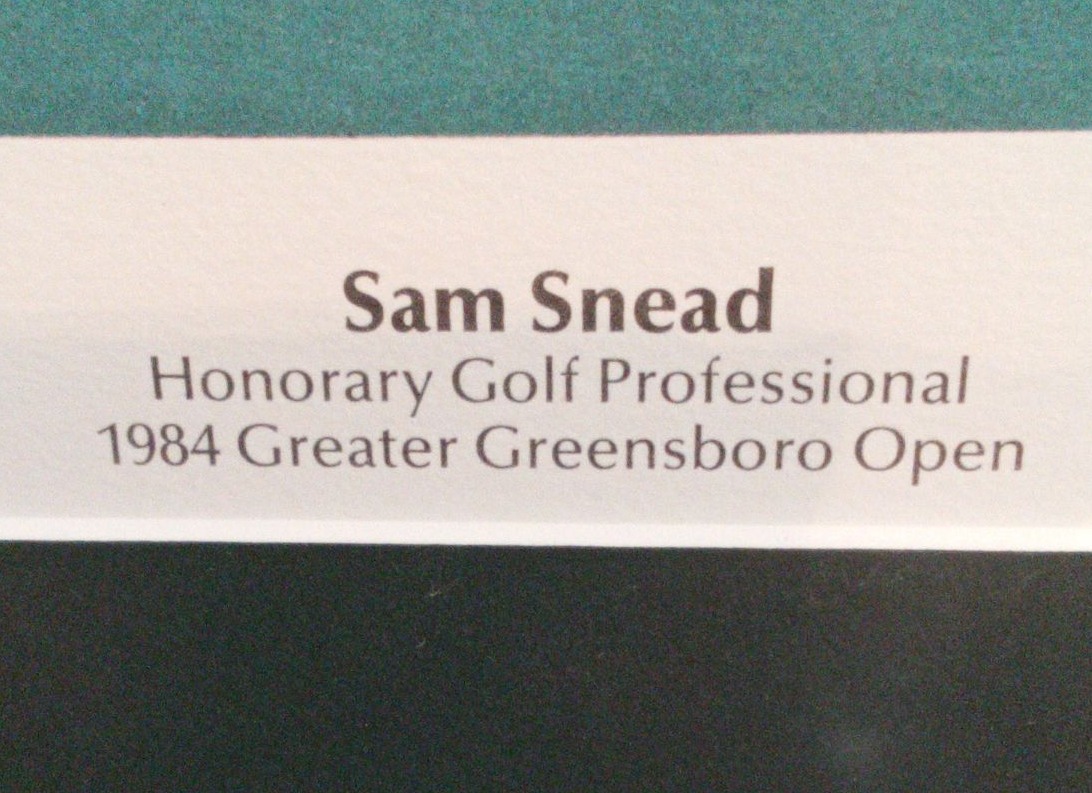 Sam Snead
Honorary Golf Professional
1984 Greater Greensboro Open